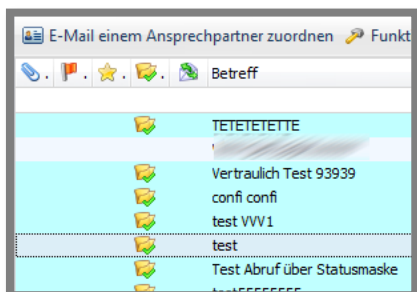 E-Mail einem Ansprechpartner zuordnen Funkt
Betreff
TETETETETTE
Vertraulich Test 93939
confi confi
test VVV1
test
Test Abruf über Statusmaske